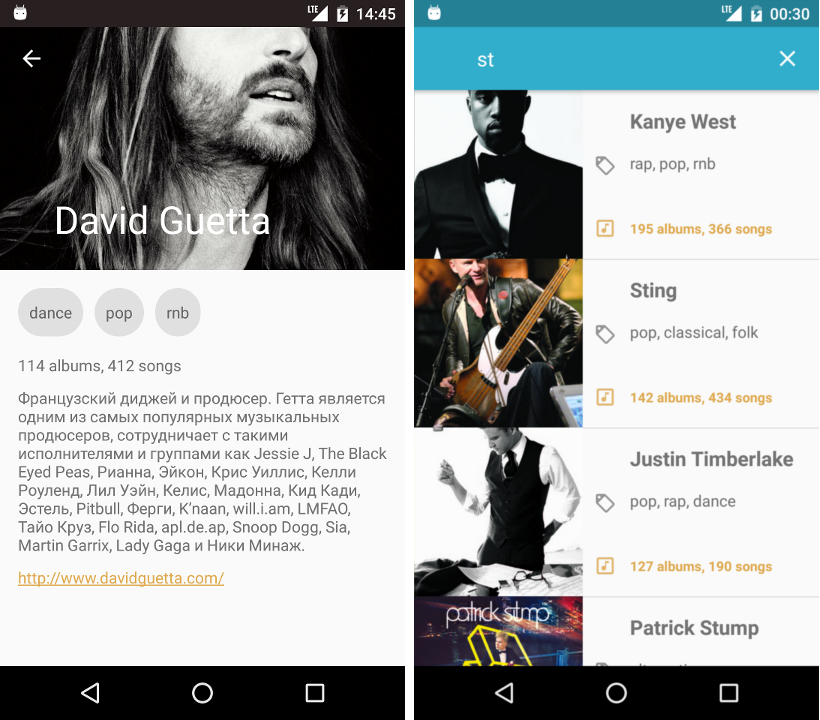 LTE 14:45
David Guetta
dance pop rnb
114 albums, 412 songs
Французский диджей и продюсер. Гетта является
одним из самых популярных музыкальных
продюсеров, сотрудничает с такими
исполнителями и группами как Jessie J, The Black
Eyed Peas, Рианна, Эйкон, Крис Уиллис, Келли
Роуленд, Лил Уэйн, Келис, Мадонна, Кид Кади,
Эстель, Pitbull, Ферги, K'naan, will.i.am, LMFAO,
Тайо Круз, Flo Rida, apl.de.ap, Snoop Dogg, Sia,
Martin Garrix, Lady Gaga и Ники Минаж.
http://www.davidguetta.com/
LTE 00:30
st
Kanye West
rap, pop, rnb
195 albums, 366 songs
Sting
pop, classical, folk
142 albums, 434 songs
Justin Timberlake
pop, rap, dance
127 albums, 190 songs
patrick stump
Patrick Stump